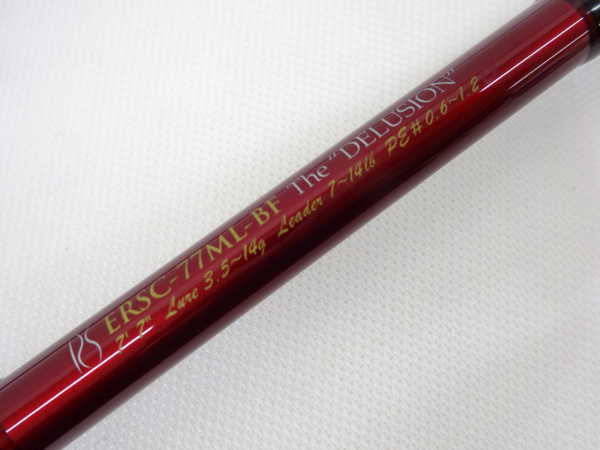 RS ERSC-77ML-BF The "DELUSION"
7' 7" Lure 3.5~14g Leader 7~14lb PE#0.6~1.2